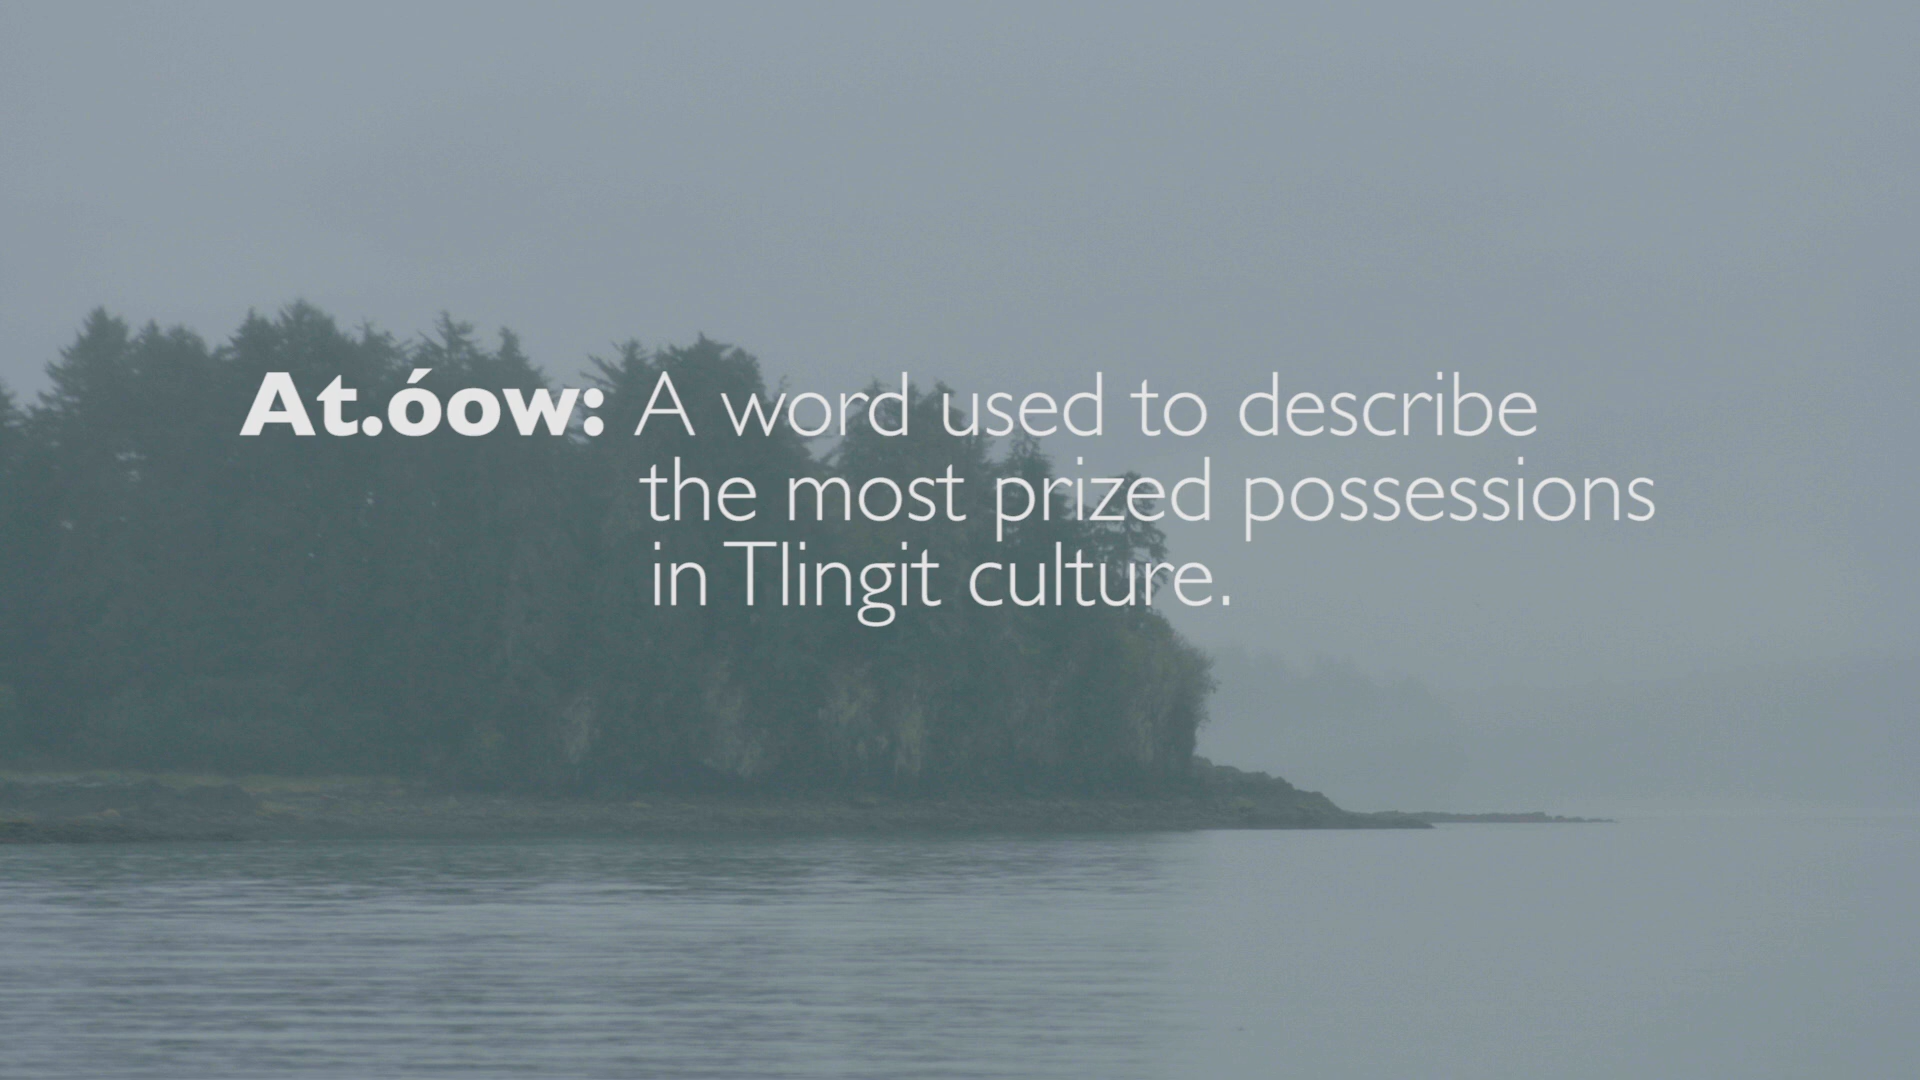 At.óow: A word used to describe
the most prized possessions
in Tlingit culture.